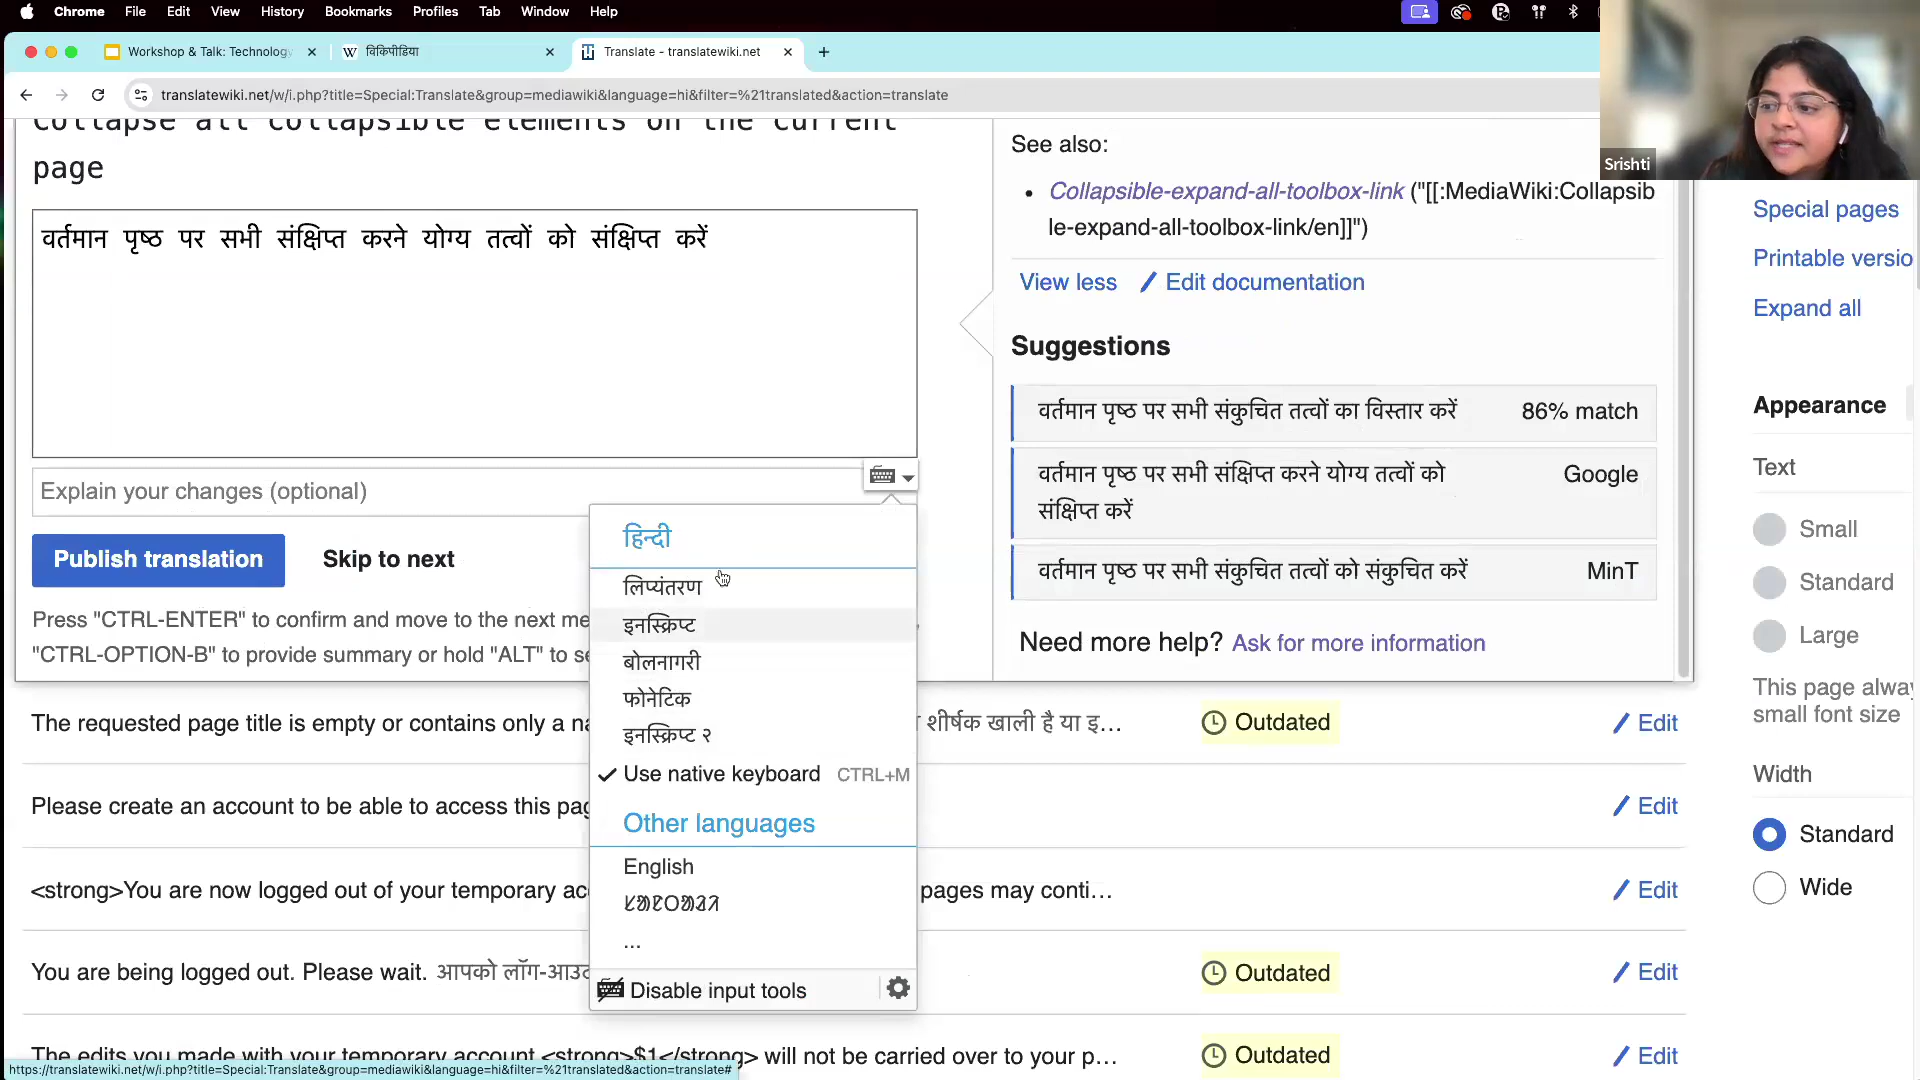 Chrome File Edit View History Bookmarks Profiles Tab Window Help
Workshop & Talk: Technology
विकिपीडिया
Translate - translatewiki.net
translatewiki.net/w/i.php?title=Special:Translate&group=mediawiki&language=hi&filter=%21translated&action=translate
Srishti
Collapse all collapsible elements on the current
page
वर्तमान पृष्ठ पर सभी संक्षिप्त करने योग्य तत्वों को संक्षिप्त करें
Explain your changes (optional)
Publish translation
Skip to next
Press "CTRL-ENTER" to confirm and move to the next me
"CTRL-OPTION-B" to provide summary or hold "ALT" to se
हिन्दी
लिप्यंतरण
इनस्क्रिप्ट
बोलनागरी
फोनेटिक
इनस्क्रिप्ट २
Use native keyboard CTRL+M
Other languages
English
...
Disable input tools
See also:
Collapsible-expand-all-toolbox-link ("[[:MediaWiki:Collapsib
le-expand-all-toolbox-link/en]]")
View less
Edit documentation
Suggestions
वर्तमान पृष्ठ पर सभी संकुचित तत्वों का विस्तार करें 86% match
वर्तमान पृष्ठ पर सभी संक्षिप्त करने योग्य तत्वों को Google
संक्षिप्त करें
वर्तमान पृष्ठ पर सभी संकुचित तत्वों को संकुचित करें MinT
Need more help? Ask for more information
Special pages
Printable versio
Expand all
Appearance
Text
Small
Standard
Large
This page alway
small font size
Width
Standard
Wide
The requested page title is empty or contains only a na शीर्षक खाली है या इ... Outdated Edit
Please create an account to be able to access this pag Edit
<strong>You are now logged out of your temporary acc pages may conti... Edit
You are being logged out. Please wait. आपको लॉग-आउट Outdated Edit
The edits you made with your temporary account <strong>$1</strong> will not be carried over to your p... Outdated Edit
https://translatewiki.net/w/i.php?title=Special:Translate&group=mediawiki&language=hi&filter=%21translated&action=translate#